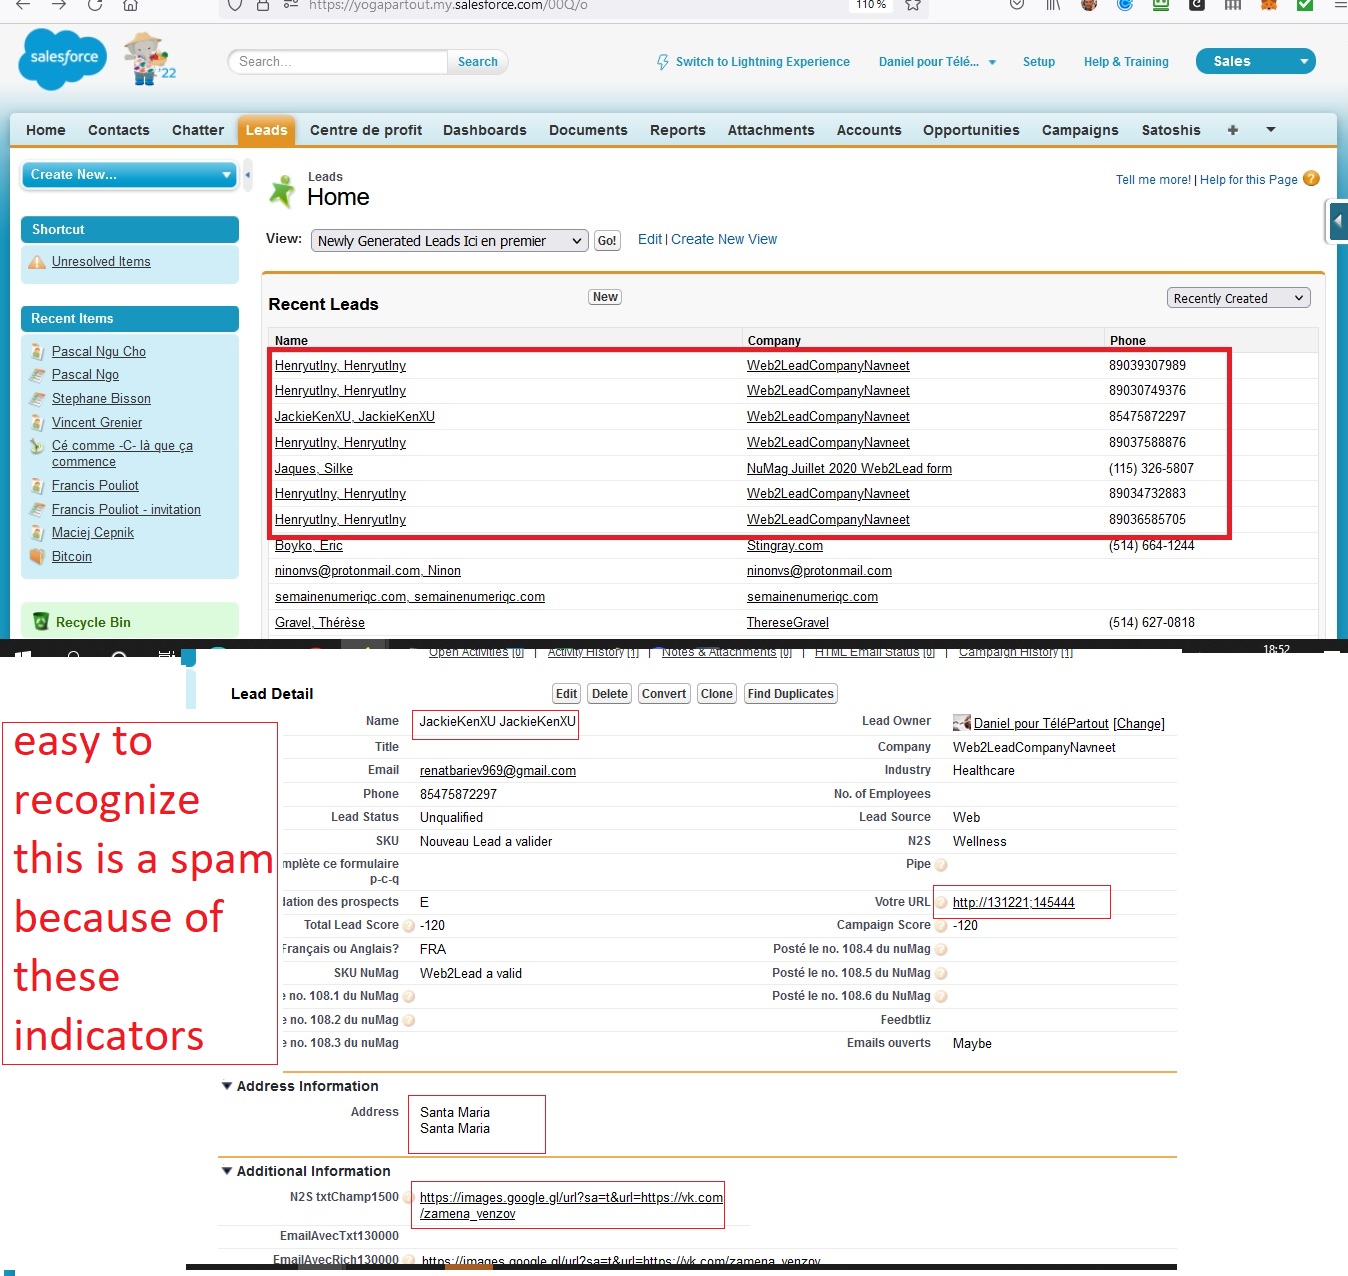 https://yogapartout.my.salesforce.com/00Q/o
110 %
salesforce
'22
Search...
Search
Switch to Lightning Experience
Daniel pour Télé...
Setup
Help & Training
Sales
Home
Contacts
Chatter
Leads
Centre de profit
Dashboards
Documents
Reports
Attachments
Accounts
Opportunities
Campaigns
Satoshis
+
Create New...
Shortcut
Unresolved Items
Recent Items
Pascal Ngu Cho
Pascal Ngo
Stephane Bisson
Vincent Grenier
Cé comme -C- là que ça
commence
Francis Pouliot
Francis Pouliot - invitation
Maciej Cepnik
Bitcoin
Recycle Bin
Leads
Home
Tell me more! | Help for this Page
View: Newly Generated Leads Ici en premier Go! Edit | Create New View
Recent Leads
New
Recently Created
Name Company Phone
Henryutlny, Henryutlny Web2LeadCompanyNavneet 89039307989
Henryutlny, Henryutlny Web2LeadCompanyNavneet 89030749376
JackieKenXU, JackieKenXU Web2LeadCompanyNavneet 85475872297
Henryutlny, Henryutlny Web2LeadCompanyNavneet 89037588876
Jaques, Silke NuMag Juillet 2020 Web2Lead form (115) 326-5807
Henryutlny, Henryutlny Web2LeadCompanyNavneet 89034732883
Henryutlny, Henryutlny Web2LeadCompanyNavneet 89036585705
Boyko, Eric Stingray.com (514) 664-1244
ninonvs@protonmail.com, Ninon ninonvs@protonmail.com
semainenumeriqc.com, semainenumeriqc.com semainenumeriqc.com
Gravel, Thérèse ThereseGravel (514) 627-0818
18:52
Open Activities [0] | Activity History [1] | Notes & Attachments [0] | HTML Email Status [0] | Campaign History [1]
Lead Detail
Edit Delete Convert Clone Find Duplicates
easy to
recognize
this is a spam
because of
these
indicators
Name JackieKenXU JackieKenXU Lead Owner Daniel pour TéléPartout [Change]
Title Company Web2LeadCompanyNavneet
Email renatbariev969@gmail.com Industry Healthcare
Phone 85475872297 No. of Employees
Lead Status Unqualified Lead Source Web
SKU Nouveau Lead a valider N2S Wellness
mplète ce formulaire
p-c-q
Pipe
dation des prospects E Votre URL http://131221;145444
Total Lead Score -120 Campaign Score -120
Français ou Anglais? FRA Posté le no. 108.4 du nuMag
SKU NuMag Web2Lead a valid Posté le no. 108.5 du nuMag
e no. 108.1 du NuMag Posté le no. 108.6 du NuMag
e no. 108.2 du nuMag Feedbtliz
e no. 108.3 du nuMag Emails ouverts Maybe
Address Information
Address Santa Maria
Santa Maria
Additional Information
N2S txtChamp1500 https://images.google.gl/url?sa=t&url=https://vk.com
/zamena_venzov
EmailAvecTxt130000
EmailAvecRich130000 https://images.google.gl/url?sa=t&url=https://vk.com/zamena_venzov